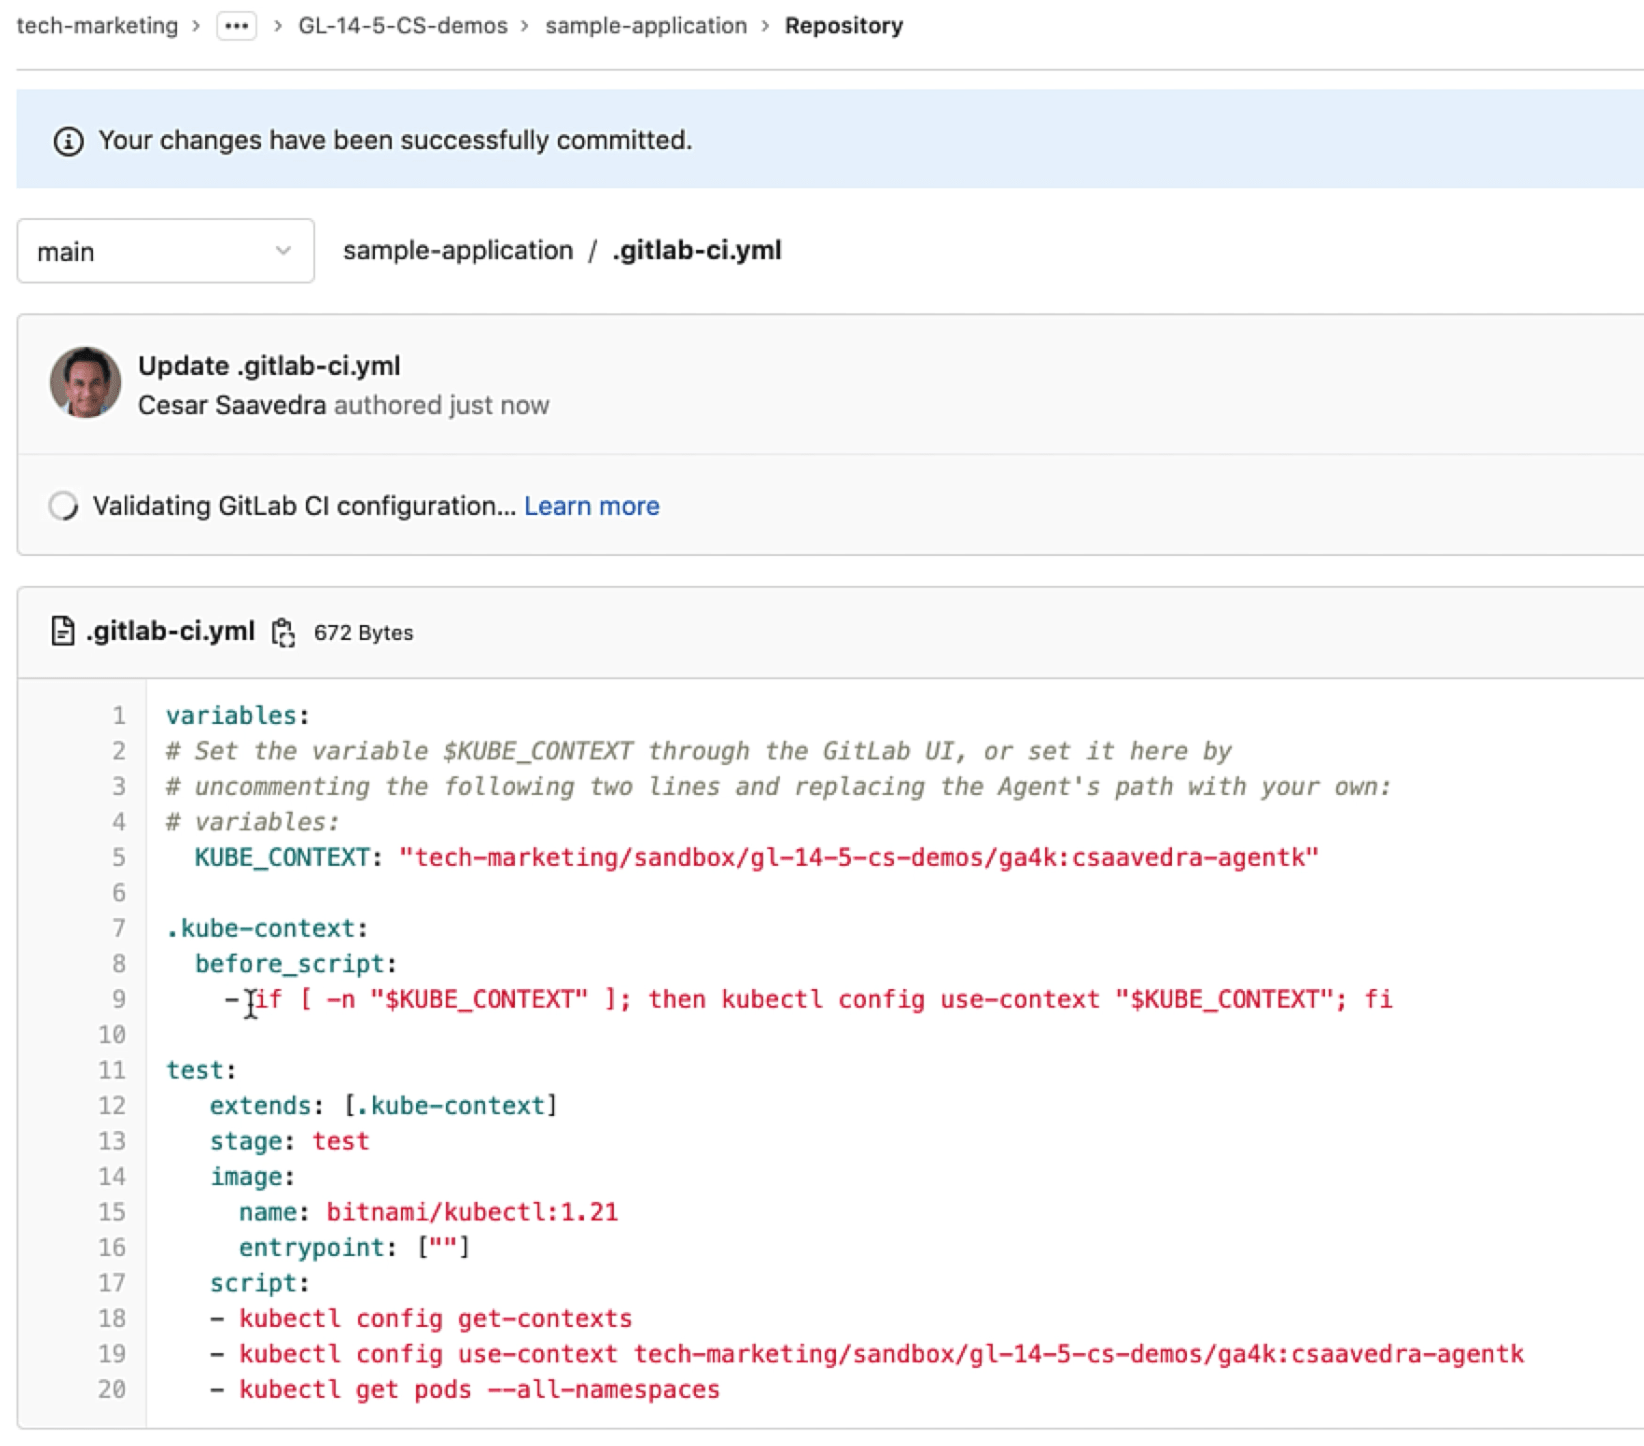 tech-marketing > ••• > GL-14-5-CS-demos > sample-application > Repository
Your changes have been successfully committed.
main
sample-application / .gitlab-ci.yml
Update .gitlab-ci.yml
Cesar Saavedra authored just now
Validating GitLab CI configuration... Learn more
.gitlab-ci.yml 672 Bytes
1 variables:
2 # Set the variable $KUBE_CONTEXT through the GitLab UI, or set it here by
3 # uncommenting the following two lines and replacing the Agent's path with your own:
4 # variables:
5   KUBE_CONTEXT: "tech-marketing/sandbox/gl-14-5-cs-demos/ga4k:csaavedra-agentk"
6
7 .kube-context:
8   before_script:
9     - if [ -n "$KUBE_CONTEXT" ]; then kubectl config use-context "$KUBE_CONTEXT"; fi
10
11 test:
12    extends: [.kube-context]
13    stage: test
14    image:
15      name: bitnami/kubectl:1.21
16      entrypoint: [""]
17    script:
18    - kubectl config get-contexts
19    - kubectl config use-context tech-marketing/sandbox/gl-14-5-cs-demos/ga4k:csaavedra-agentk
20    - kubectl get pods --all-namespaces